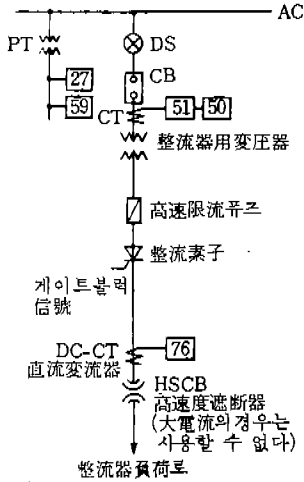 AC
PT
DS
27
CB
59
CT
51
50
整流器用変圧器
高速限流퓨즈
整流素子
게이트블럭
信號
DC-CT
直流変流器
76
HSCB
高速度遮断器
(大電流의경우는
사용할 수 없다)
整流器負荷로